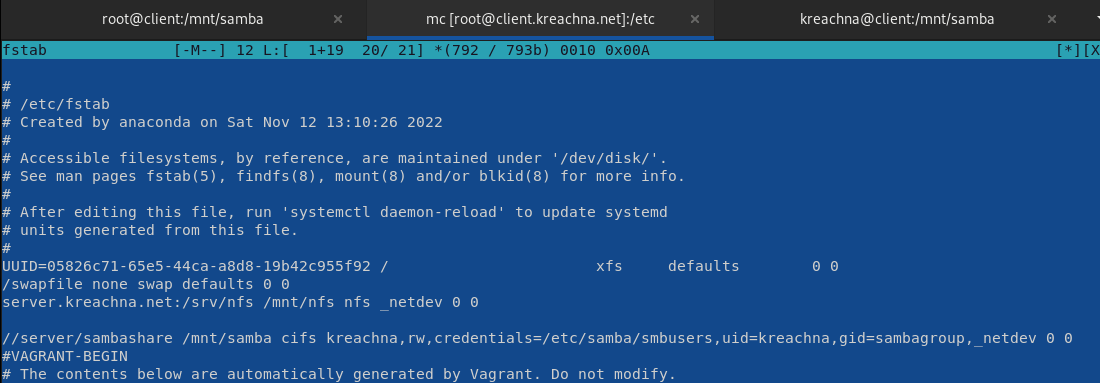 root@client:/mnt/samba × mc [root@client.kreachna.net]:/etc × kreachna@client:/mnt/samba ×
fstab [-M--] 12 L:[ 1+19 20/ 21] *(792 / 793b) 0010 0x00A [*][X
#
# /etc/fstab
# Created by anaconda on Sat Nov 12 13:10:26 2022
#
# Accessible filesystems, by reference, are maintained under '/dev/disk/'.
# See man pages fstab(5), findfs(8), mount(8) and/or blkid(8) for more info.
#
# After editing this file, run 'systemctl daemon-reload' to update systemd
# units generated from this file.
#
UUID=05826c71-65e5-44ca-a8d8-19b42c955f92 / xfs defaults 0 0
/swapfile none swap defaults 0 0
server.kreachna.net:/srv/nfs /mnt/nfs nfs _netdev 0 0
//server/sambashare /mnt/samba cifs kreachna,rw,credentials=/etc/samba/smbusers,uid=kreachna,gid=sambagroup,_netdev 0 0
#VAGRANT-BEGIN
# The contents below are automatically generated by Vagrant. Do not modify.